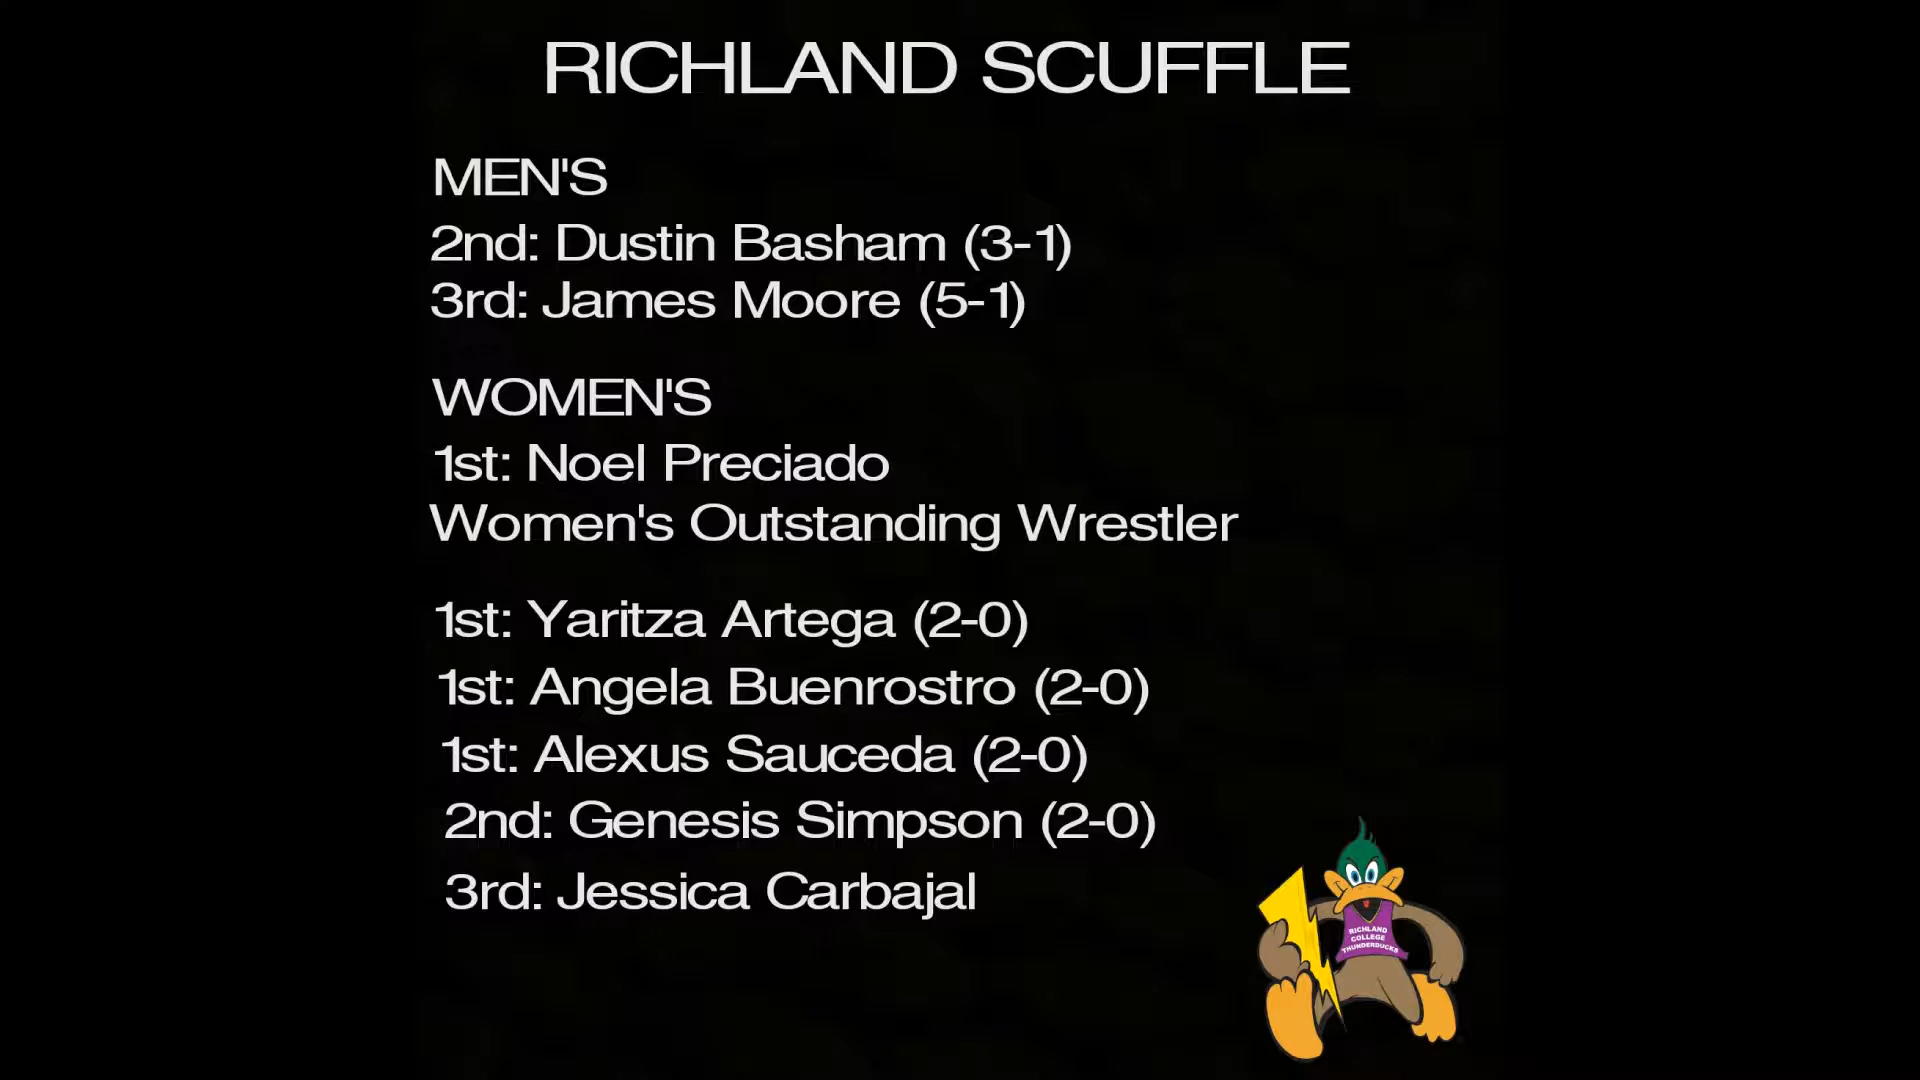 RICHLAND SCUFFLE
MEN'S
2nd: Dustin Basham (3-1)
3rd: James Moore (5-1)
WOMEN'S
1st: Noel Preciado
Women's Outstanding Wrestler
1st: Yaritza Artega (2-0)
1st: Angela Buenrostro (2-0)
1st: Alexus Sauceda (2-0)
2nd: Genesis Simpson (2-0)
3rd: Jessica Carbajal
RICHLAND
COLLEGE
THUNDERDUCKS